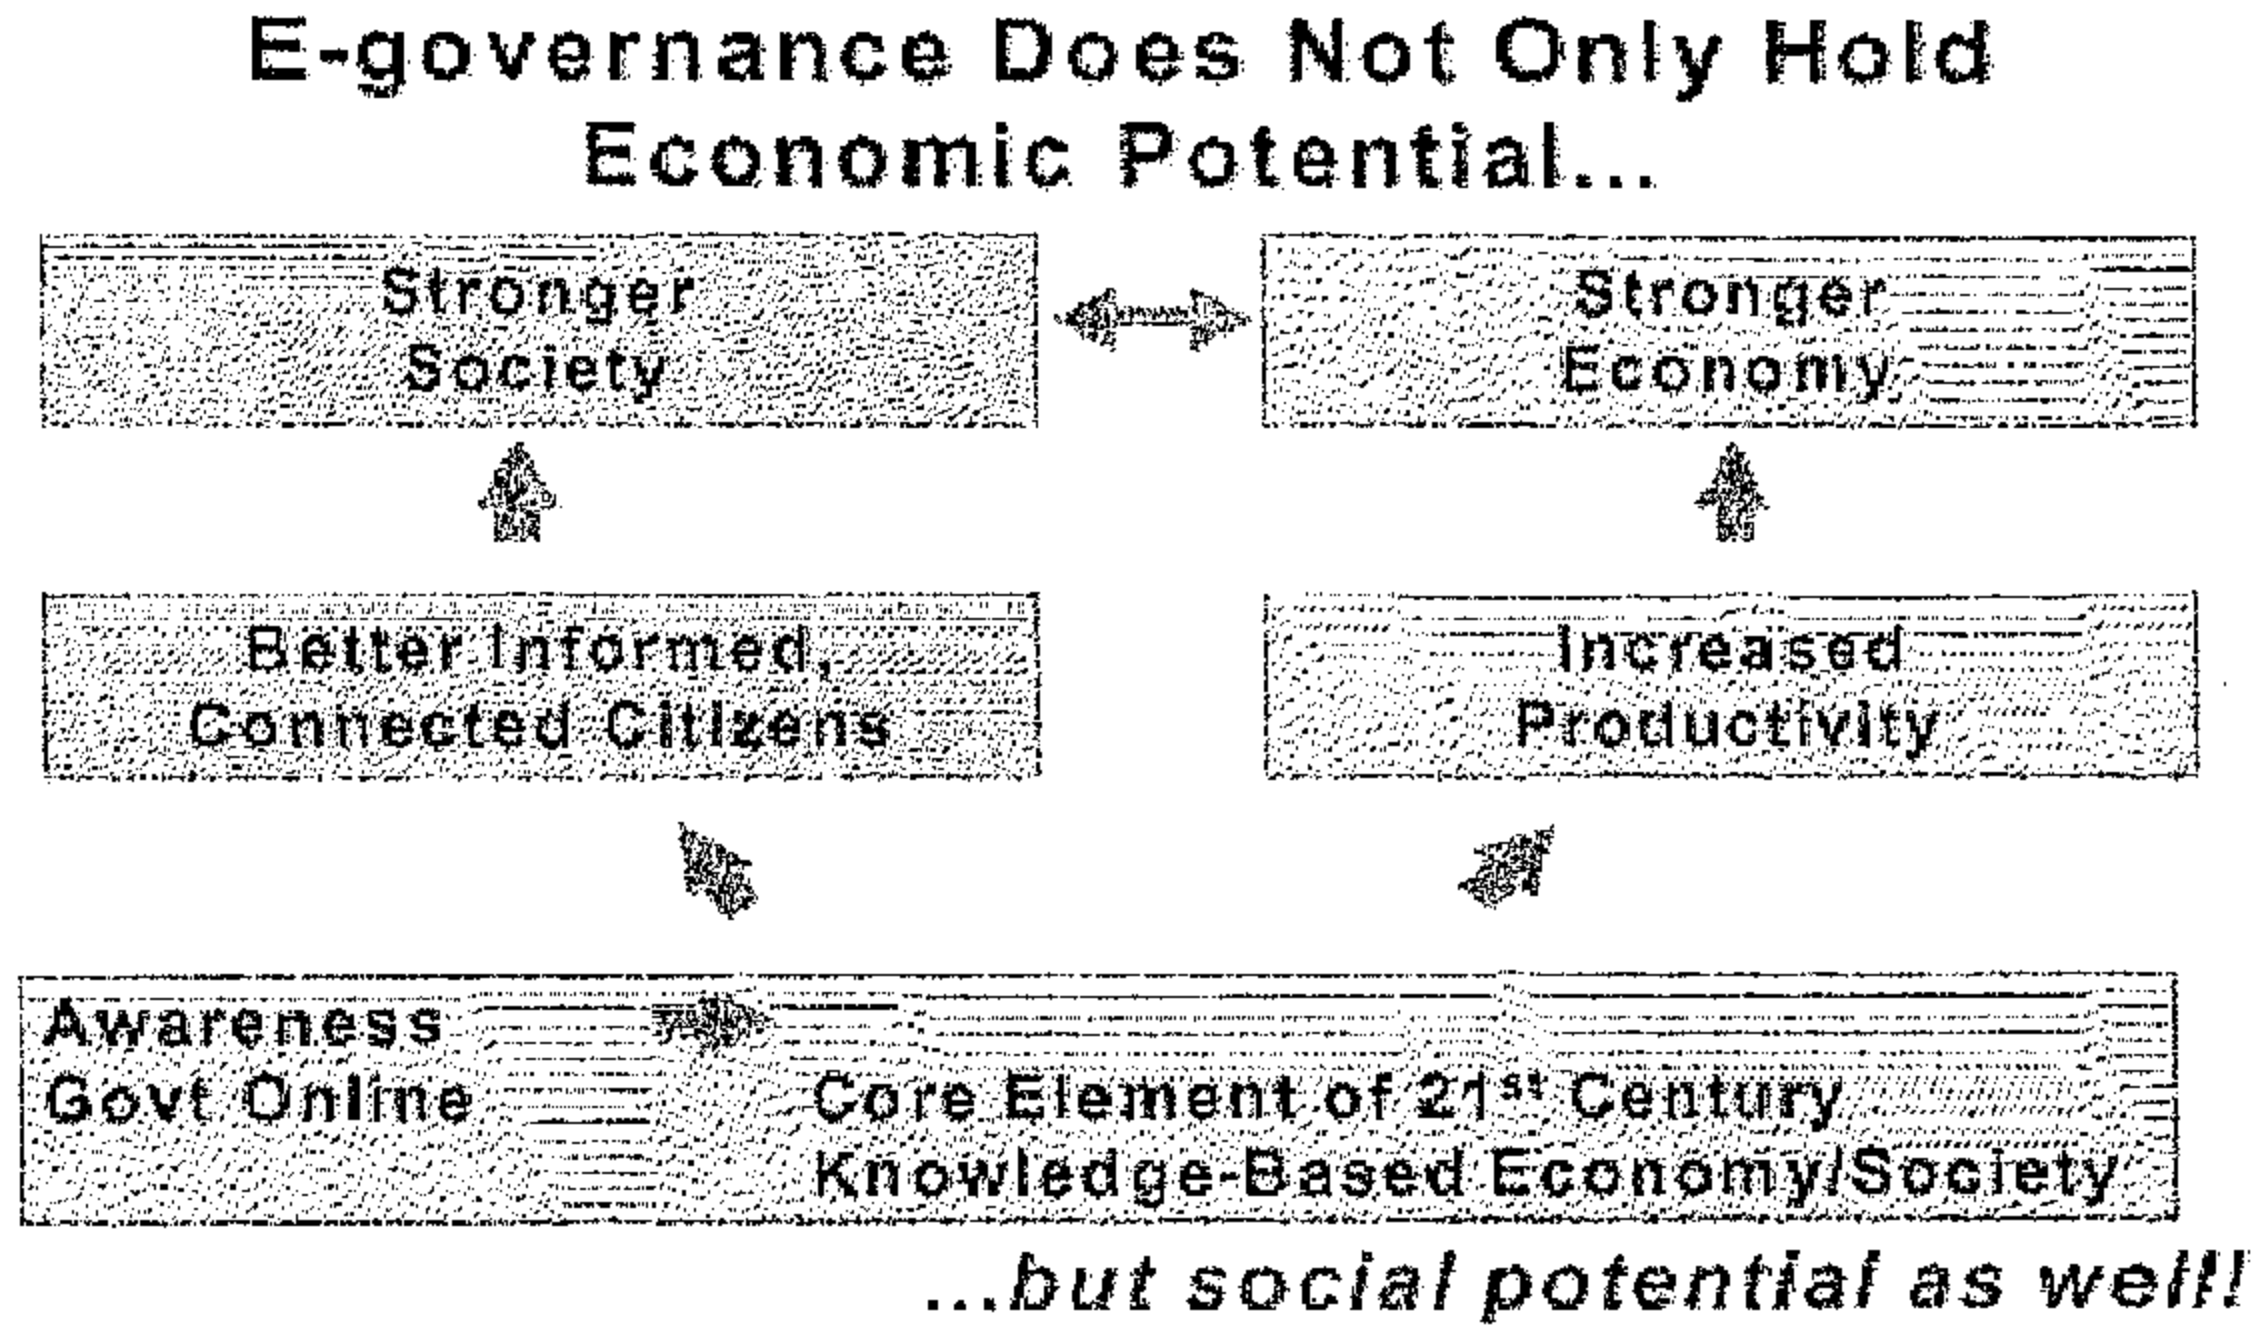 E-governance Does Not Only Hold
Economic Potential...
Stronger
Society
Stronger
Economy
Better Informed,
Connected Citizens
Increased
Productivity
Awareness
Govt Online
Core Element of 21st Century
Knowledge-Based Economy/Society
...but social potential as well!